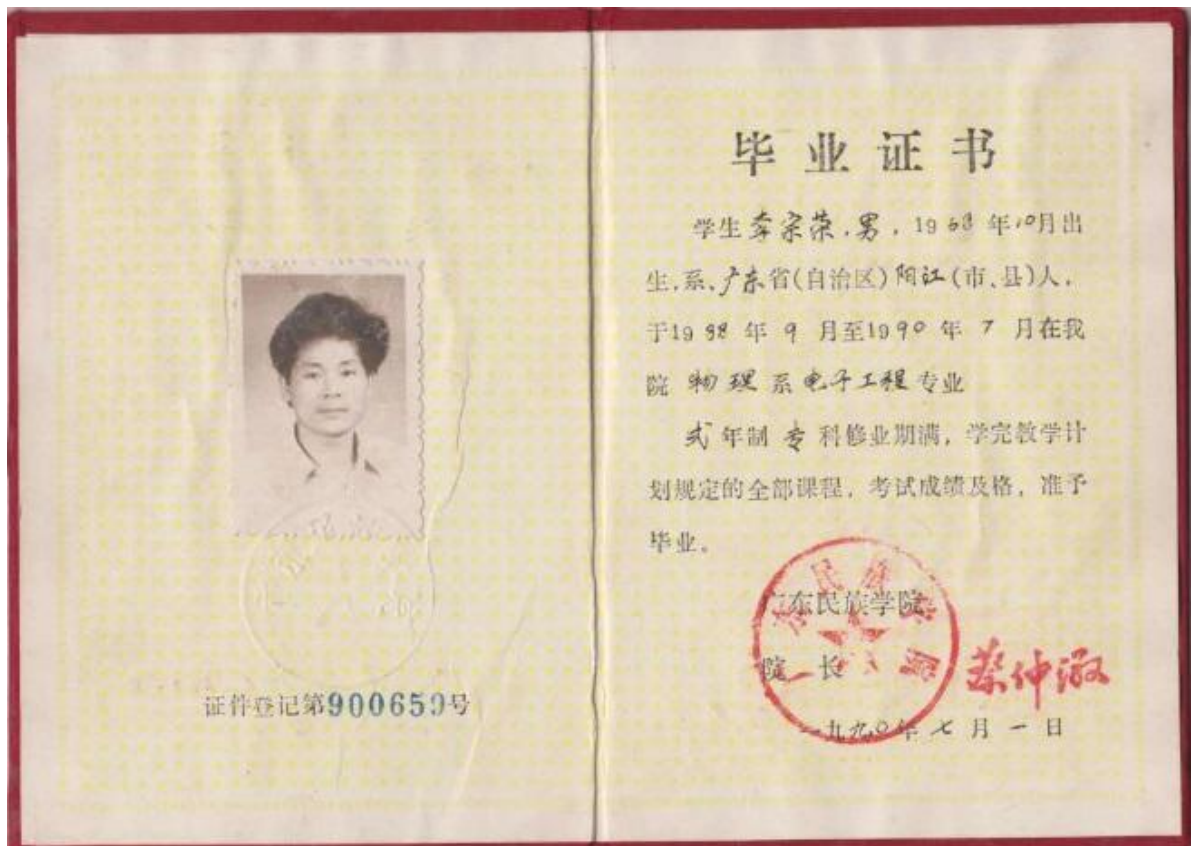 证件登记第900659号
毕业证书
学生李宗荣,男,1968年10月出
生,系、广东省(自治区)阳江(市、县)人,
于1988年9月至1990年7月在我
院物理系电子工程专业
弍年制专科修业期满,学完教学计
划规定的全部课程,考试成绩及格,准予
毕业。
广东民族学院
院长 蔡仲淑
一九九〇年七月一日